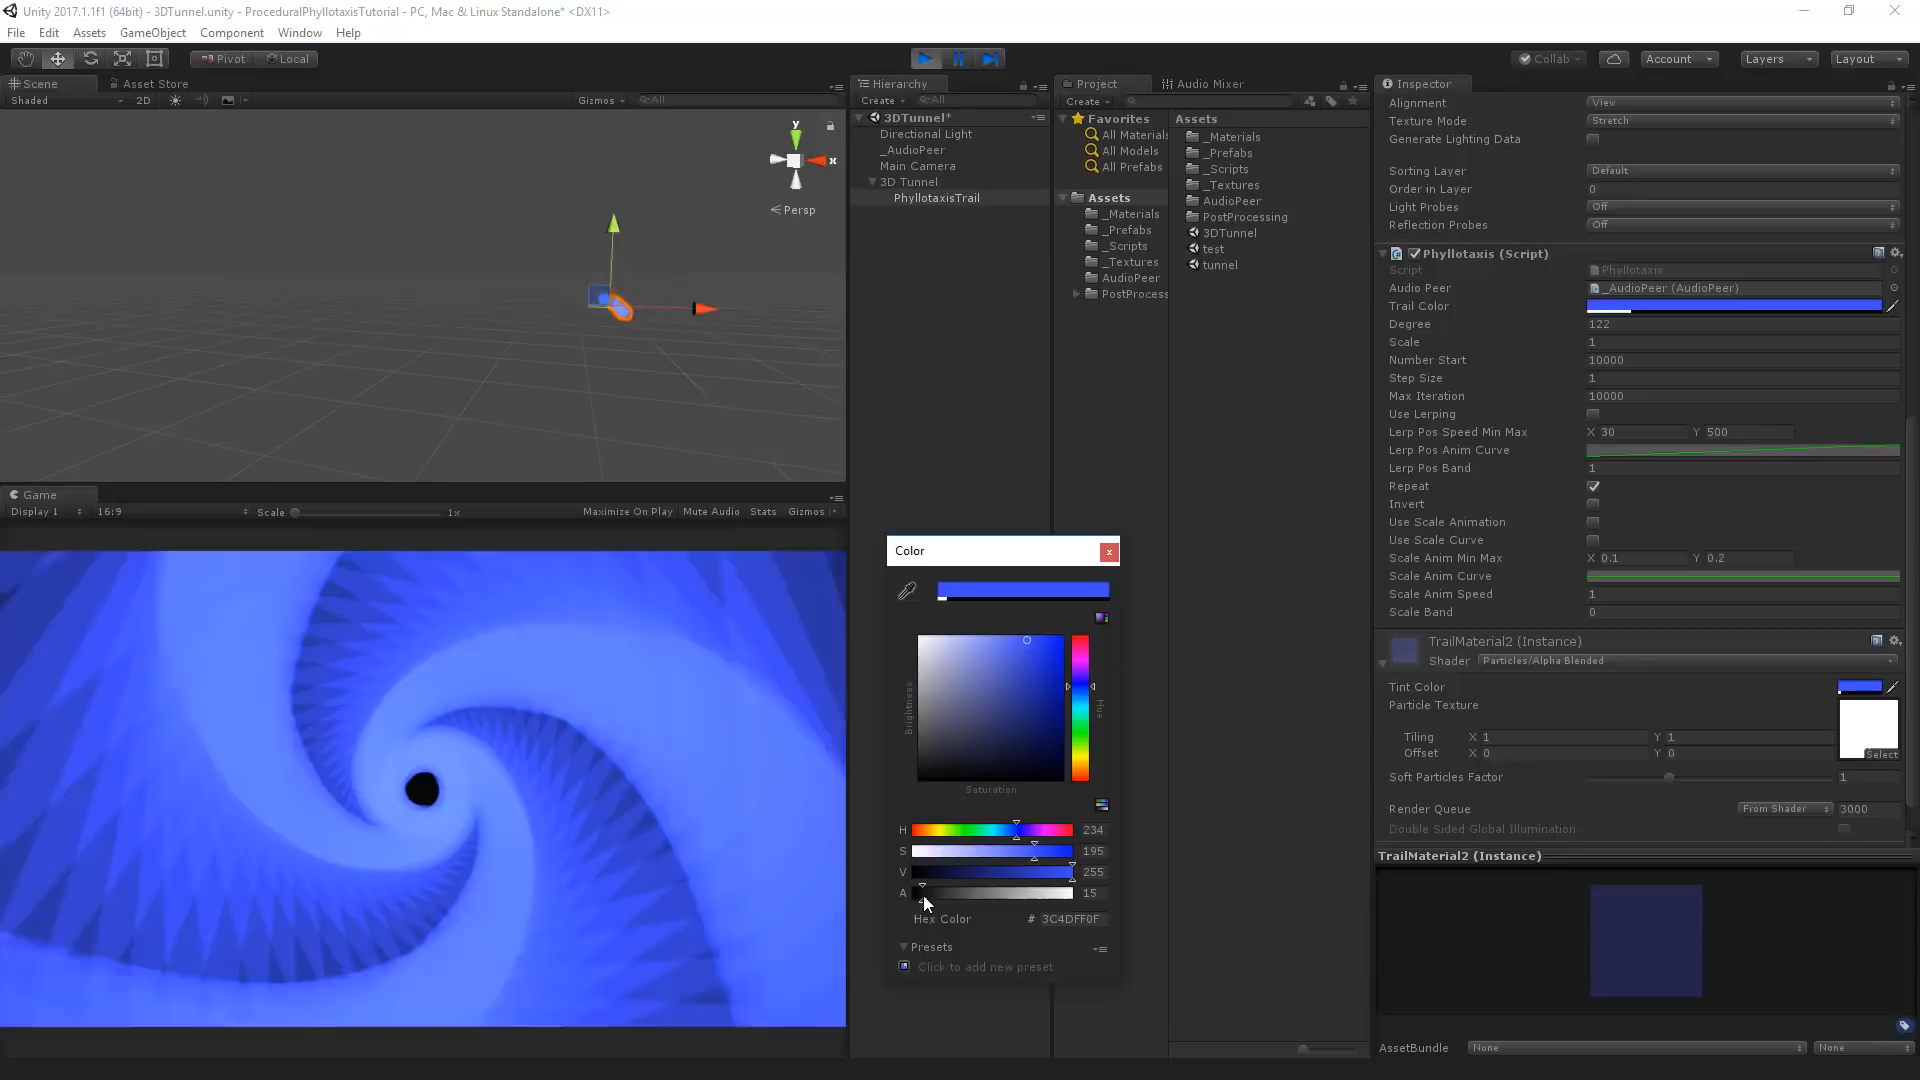 Unity 2017.1.1f1 (64bit) - 3DTunnel.unity - ProceduralPhyllotaxisTutorial - PC, Mac & Linux Standalone* <DX11>
File Edit Assets GameObject Component Window Help
Pivot Local Collab Account Layers Layout
Scene Asset Store
Shaded 2D Gizmos All
y
x
Persp
Game
Display 1 16:9 Scale 1x Maximize On Play Mute Audio Stats Gizmos
Hierarchy
Create All
3DTunnel*
Directional Light
_AudioPeer
Main Camera
3D Tunnel
PhyllotaxisTrail
Project Audio Mixer
Create
Favorites
All Materials
All Models
All Prefabs
Assets
_Materials
_Prefabs
_Scripts
_Textures
AudioPeer
PostProcess
Assets
_Materials
_Prefabs
_Scripts
_Textures
AudioPeer
PostProcessing
3DTunnel
test
tunnel
Color
Brightness
Hue
Saturation
H 234
S 195
V 255
A 15
Hex Color # 3C4DFF0F
Presets
Click to add new preset
Inspector
Alignment View
Texture Mode Stretch
Generate Lighting Data
Sorting Layer Default
Order in Layer 0
Light Probes Off
Reflection Probes Off
Phyllotaxis (Script)
Script Phyllotaxis
Audio Peer _AudioPeer (AudioPeer)
Trail Color
Degree 122
Scale 1
Number Start 10000
Step Size 1
Max Iteration 10000
Use Lerping
Lerp Pos Speed Min Max X 30 Y 500
Lerp Pos Anim Curve
Lerp Pos Band 1
Repeat
Invert
Use Scale Animation
Use Scale Curve
Scale Anim Min Max X 0.1 Y 0.2
Scale Anim Curve
Scale Anim Speed 1
Scale Band 0
TrailMaterial2 (Instance)
Shader Particles/Alpha Blended
Tint Color
Particle Texture
Tiling X 1 Y 1
Offset X 0 Y 0
Select
Soft Particles Factor 1
Render Queue From Shader 3000
Double Sided Global Illumination
TrailMaterial2 (Instance)
AssetBundle None None